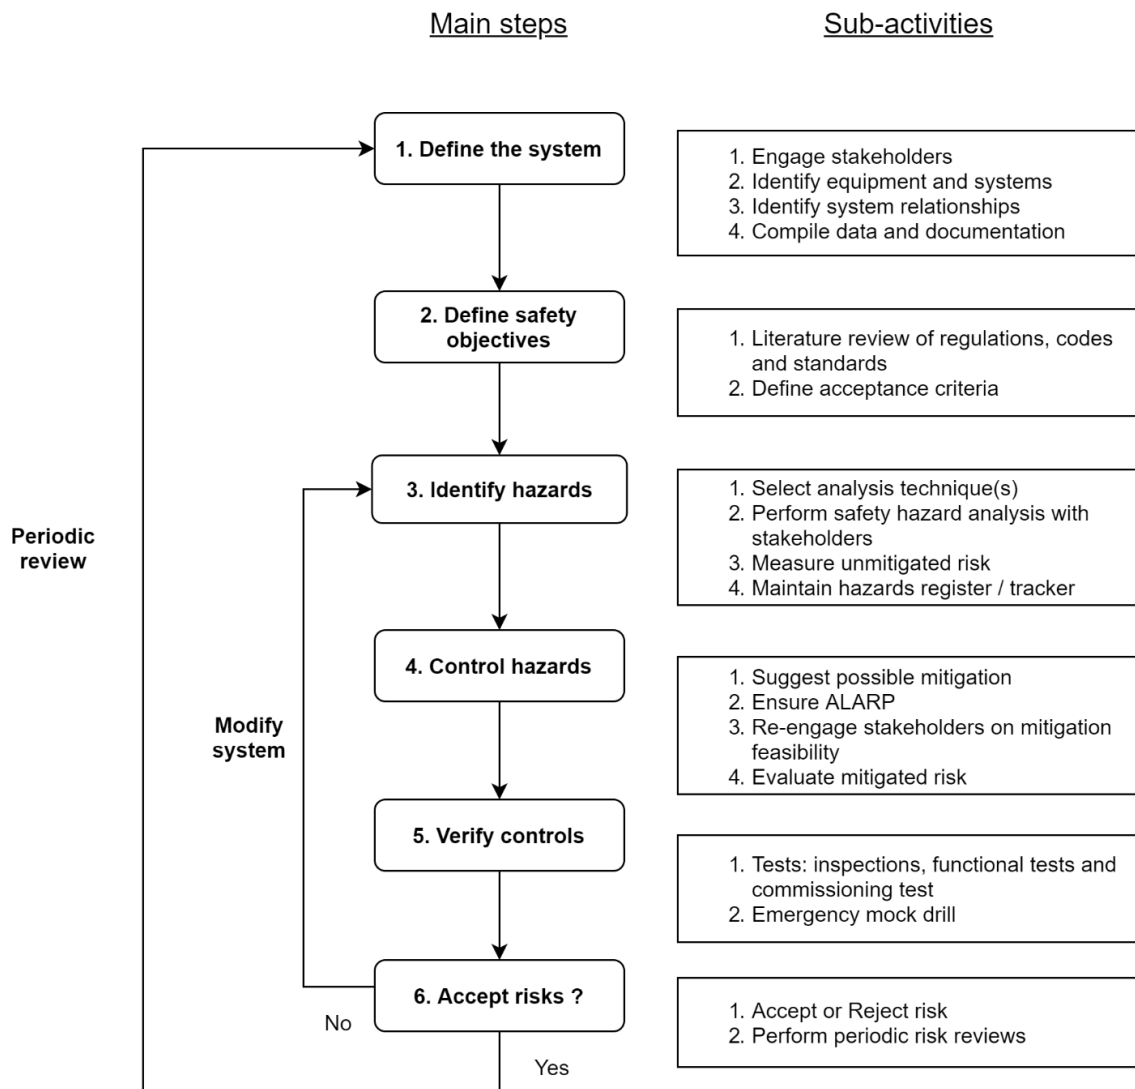 Main steps
Sub-activities
1. Define the system
1. Engage stakeholders
2. Identify equipment and systems
3. Identify system relationships
4. Compile data and documentation
2. Define safety
objectives
1. Literature review of regulations, codes
and standards
2. Define acceptance criteria
3. Identify hazards
1. Select analysis technique(s)
2. Perform safety hazard analysis with
stakeholders
3. Measure unmitigated risk
4. Maintain hazards register / tracker
Periodic
review
4. Control hazards
1. Suggest possible mitigation
2. Ensure ALARP
3. Re-engage stakeholders on mitigation
feasibility
4. Evaluate mitigated risk
Modify
system
5. Verify controls
1. Tests: inspections, functional tests and
commissioning test
2. Emergency mock drill
6. Accept risks ?
1. Accept or Reject risk
2. Perform periodic risk reviews
No
Yes